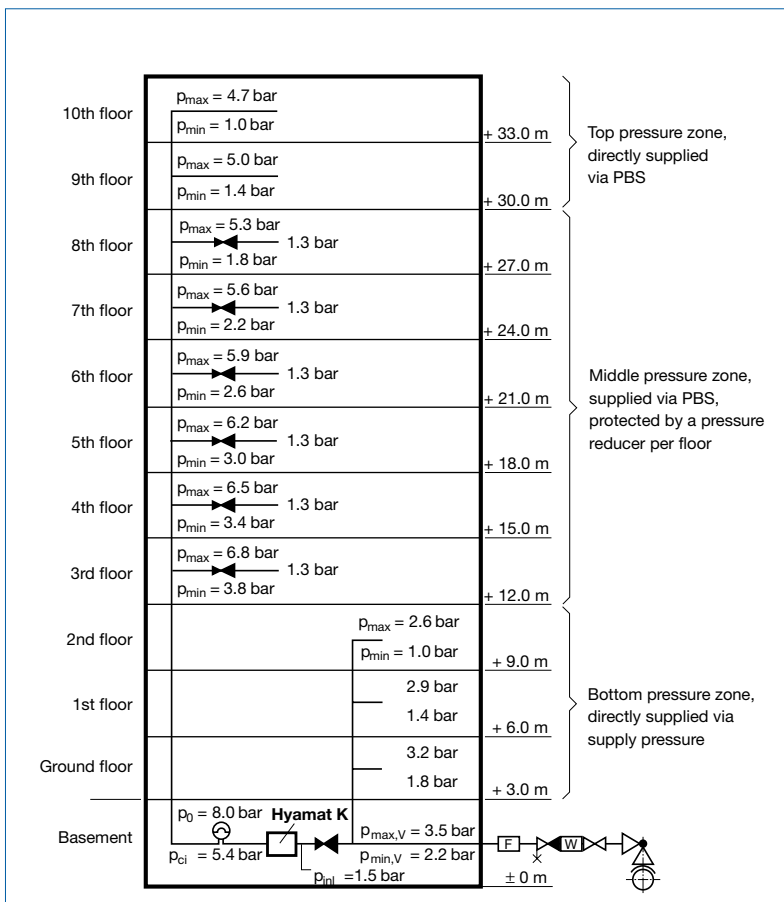 10th floor
pmax = 4.7 bar
pmin = 1.0 bar
+ 33.0 m
Top pressure zone,
directly supplied
via PBS
9th floor
pmax = 5.0 bar
pmin = 1.4 bar
+ 30.0 m
8th floor
pmax = 5.3 bar
1.3 bar
pmin = 1.8 bar
+ 27.0 m
7th floor
pmax = 5.6 bar
1.3 bar
pmin = 2.2 bar
+ 24.0 m
6th floor
pmax = 5.9 bar
1.3 bar
pmin = 2.6 bar
+ 21.0 m
Middle pressure zone,
supplied via PBS,
protected by a pressure
reducer per floor
5th floor
pmax = 6.2 bar
1.3 bar
pmin = 3.0 bar
+ 18.0 m
4th floor
pmax = 6.5 bar
1.3 bar
pmin = 3.4 bar
+ 15.0 m
3rd floor
pmax = 6.8 bar
1.3 bar
pmin = 3.8 bar
+ 12.0 m
2nd floor
pmax = 2.6 bar
pmin = 1.0 bar
+ 9.0 m
1st floor
2.9 bar
1.4 bar
+ 6.0 m
Bottom pressure zone,
directly supplied via
supply pressure
Ground floor
3.2 bar
1.8 bar
+ 3.0 m
Basement
p0 = 8.0 bar
Hyamat K
pci = 5.4 bar
pinl =1.5 bar
pmax,V = 3.5 bar
pmin,V = 2.2 bar
F
W
± 0 m